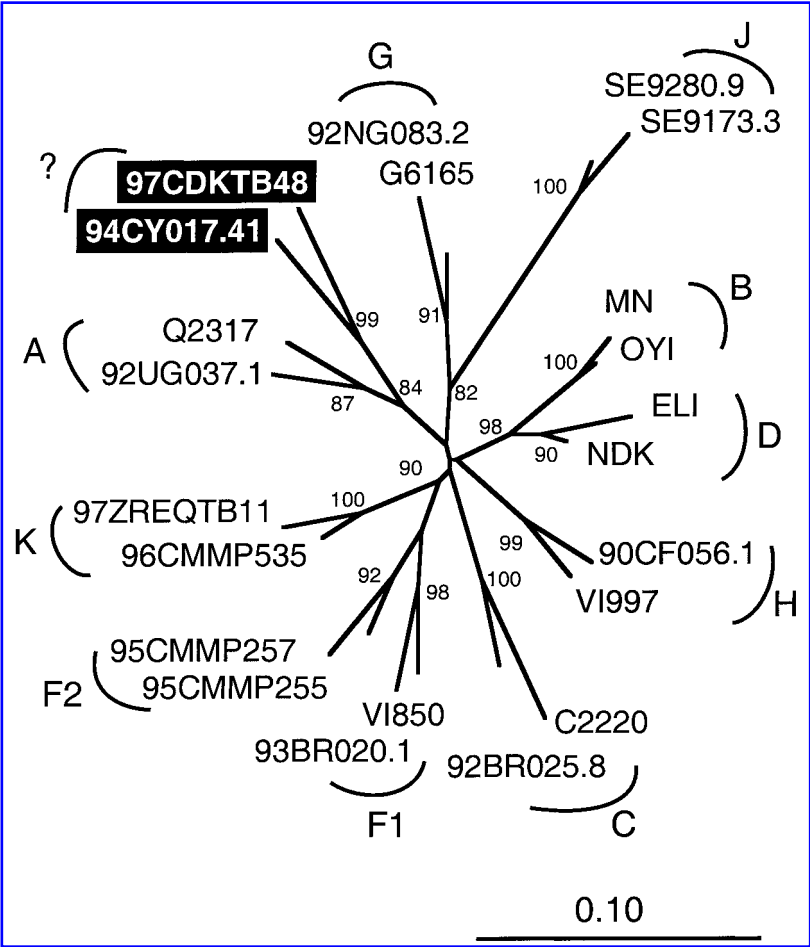 J
G
SE9280.9
SE9173.3
92NG083.2
G6165
?
97CDKTB48
94CY017.41
100
99
91
B
MN
OYI
A
Q2317
92UG037.1
87
84
82
100
98
ELI
NDK
D
90
90
K
97ZREQTB11
100
96CMMP535
99
90CF056.1
VI997
H
92
98
100
F2
95CMMP257
95CMMP255
VI850
93BR020.1
F1
C2220
92BR025.8
C
0.10